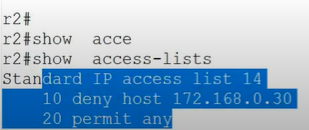 r2#
r2#show  acce
r2#show  access-lists
Standard IP access list 14
    10 deny host 172.168.0.30
    20 permit any